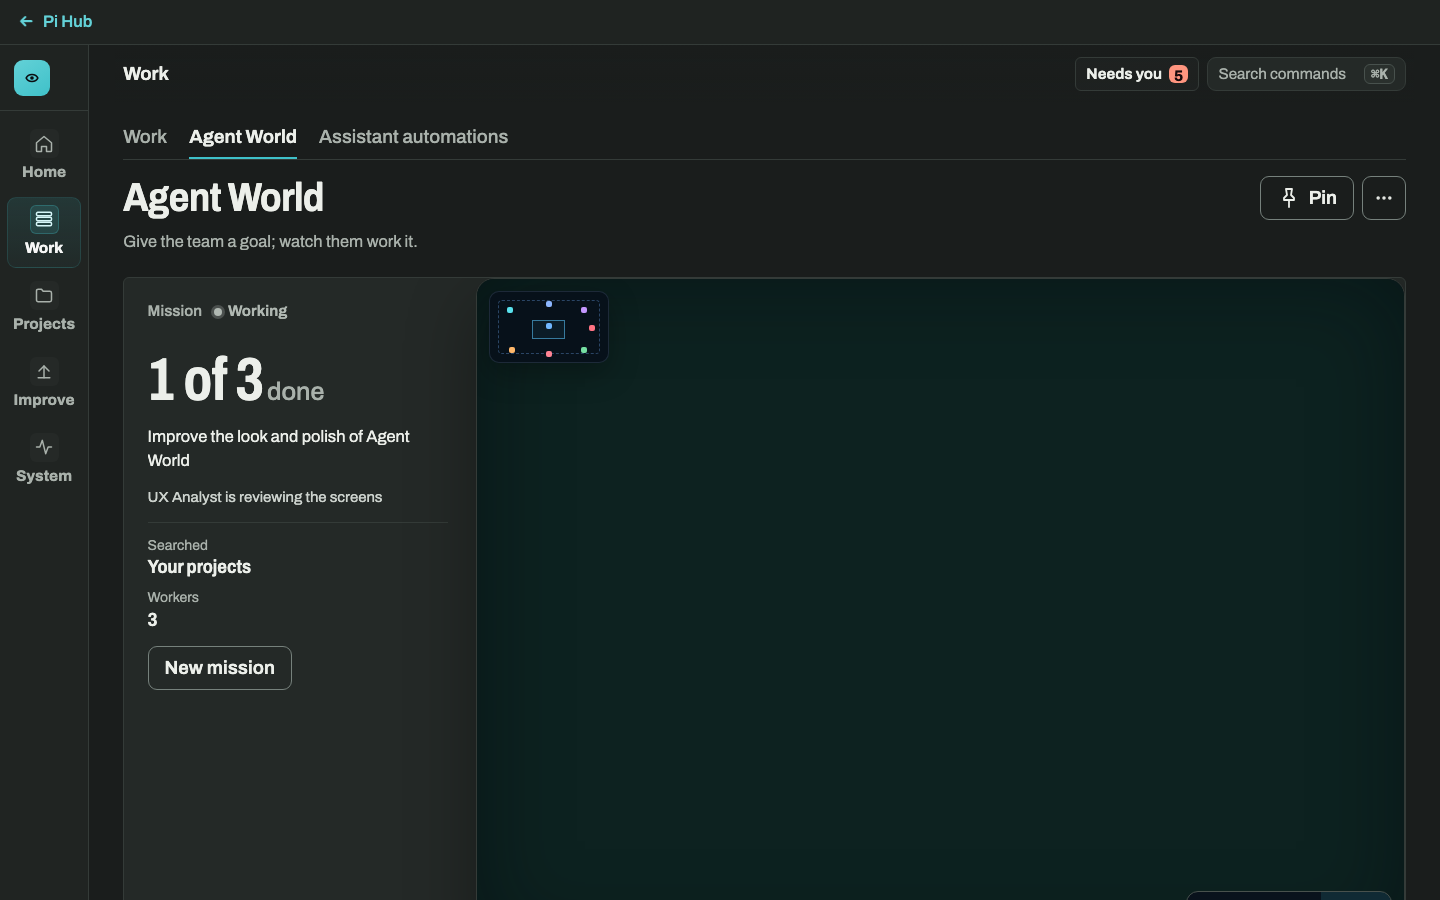 Pi Hub
Work
Needs you 5
Search commands ⌘K
Home
Work
Projects
Improve
System
Work Agent World Assistant automations
Agent World
Pin
Give the team a goal; watch them work it.
Mission Working
1 of 3 done
Improve the look and polish of Agent
World
UX Analyst is reviewing the screens
Searched
Your projects
Workers
3
New mission